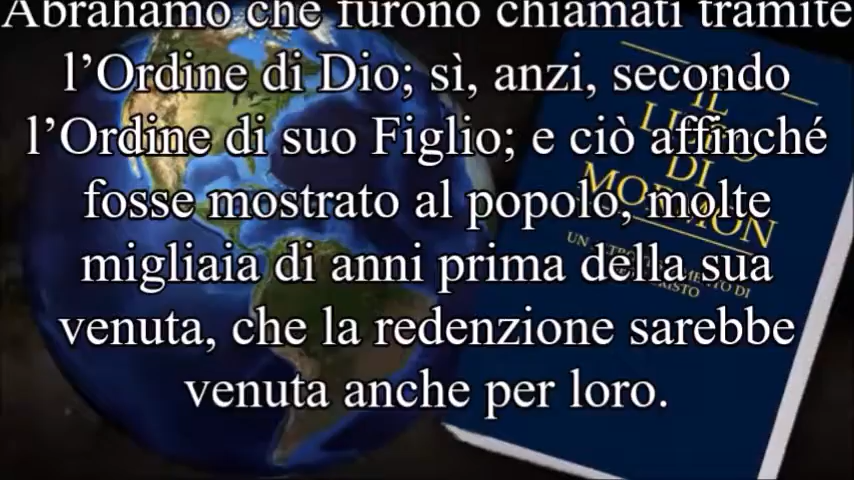 Abrahamo che furono chiamati tramite
l’Ordine di Dio; sì, anzi, secondo
l’Ordine di suo Figlio; e ciò affinché
fosse mostrato al popolo, molte
migliaia di anni prima della sua
venuta, che la redenzione sarebbe
venuta anche per loro.
IL
DI
MORMON
UN
DI